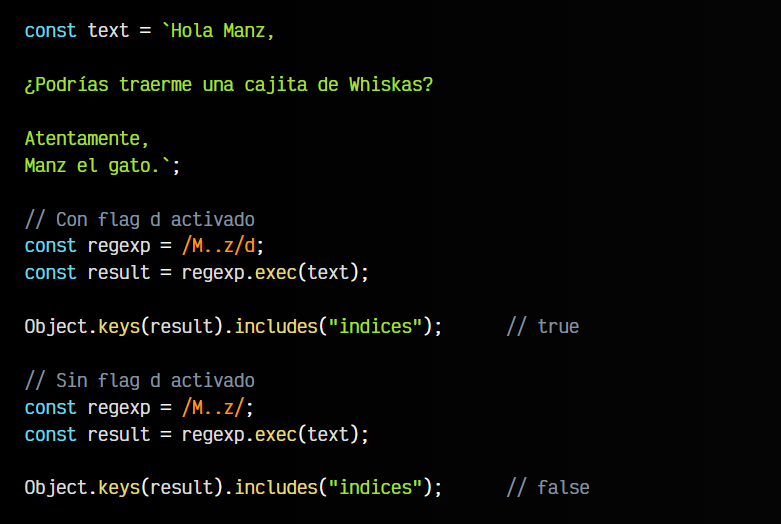 const text = `Hola Manz,
¿Podrías traerme una cajita de Whiskas?
Atentamente,
Manz el gato.`;
// Con flag d activado
const regexp = /M..z/d;
const result = regexp.exec(text);
Object.keys(result).includes("indices");      // true
// Sin flag d activado
const regexp = /M..z/;
const result = regexp.exec(text);
Object.keys(result).includes("indices");      // false